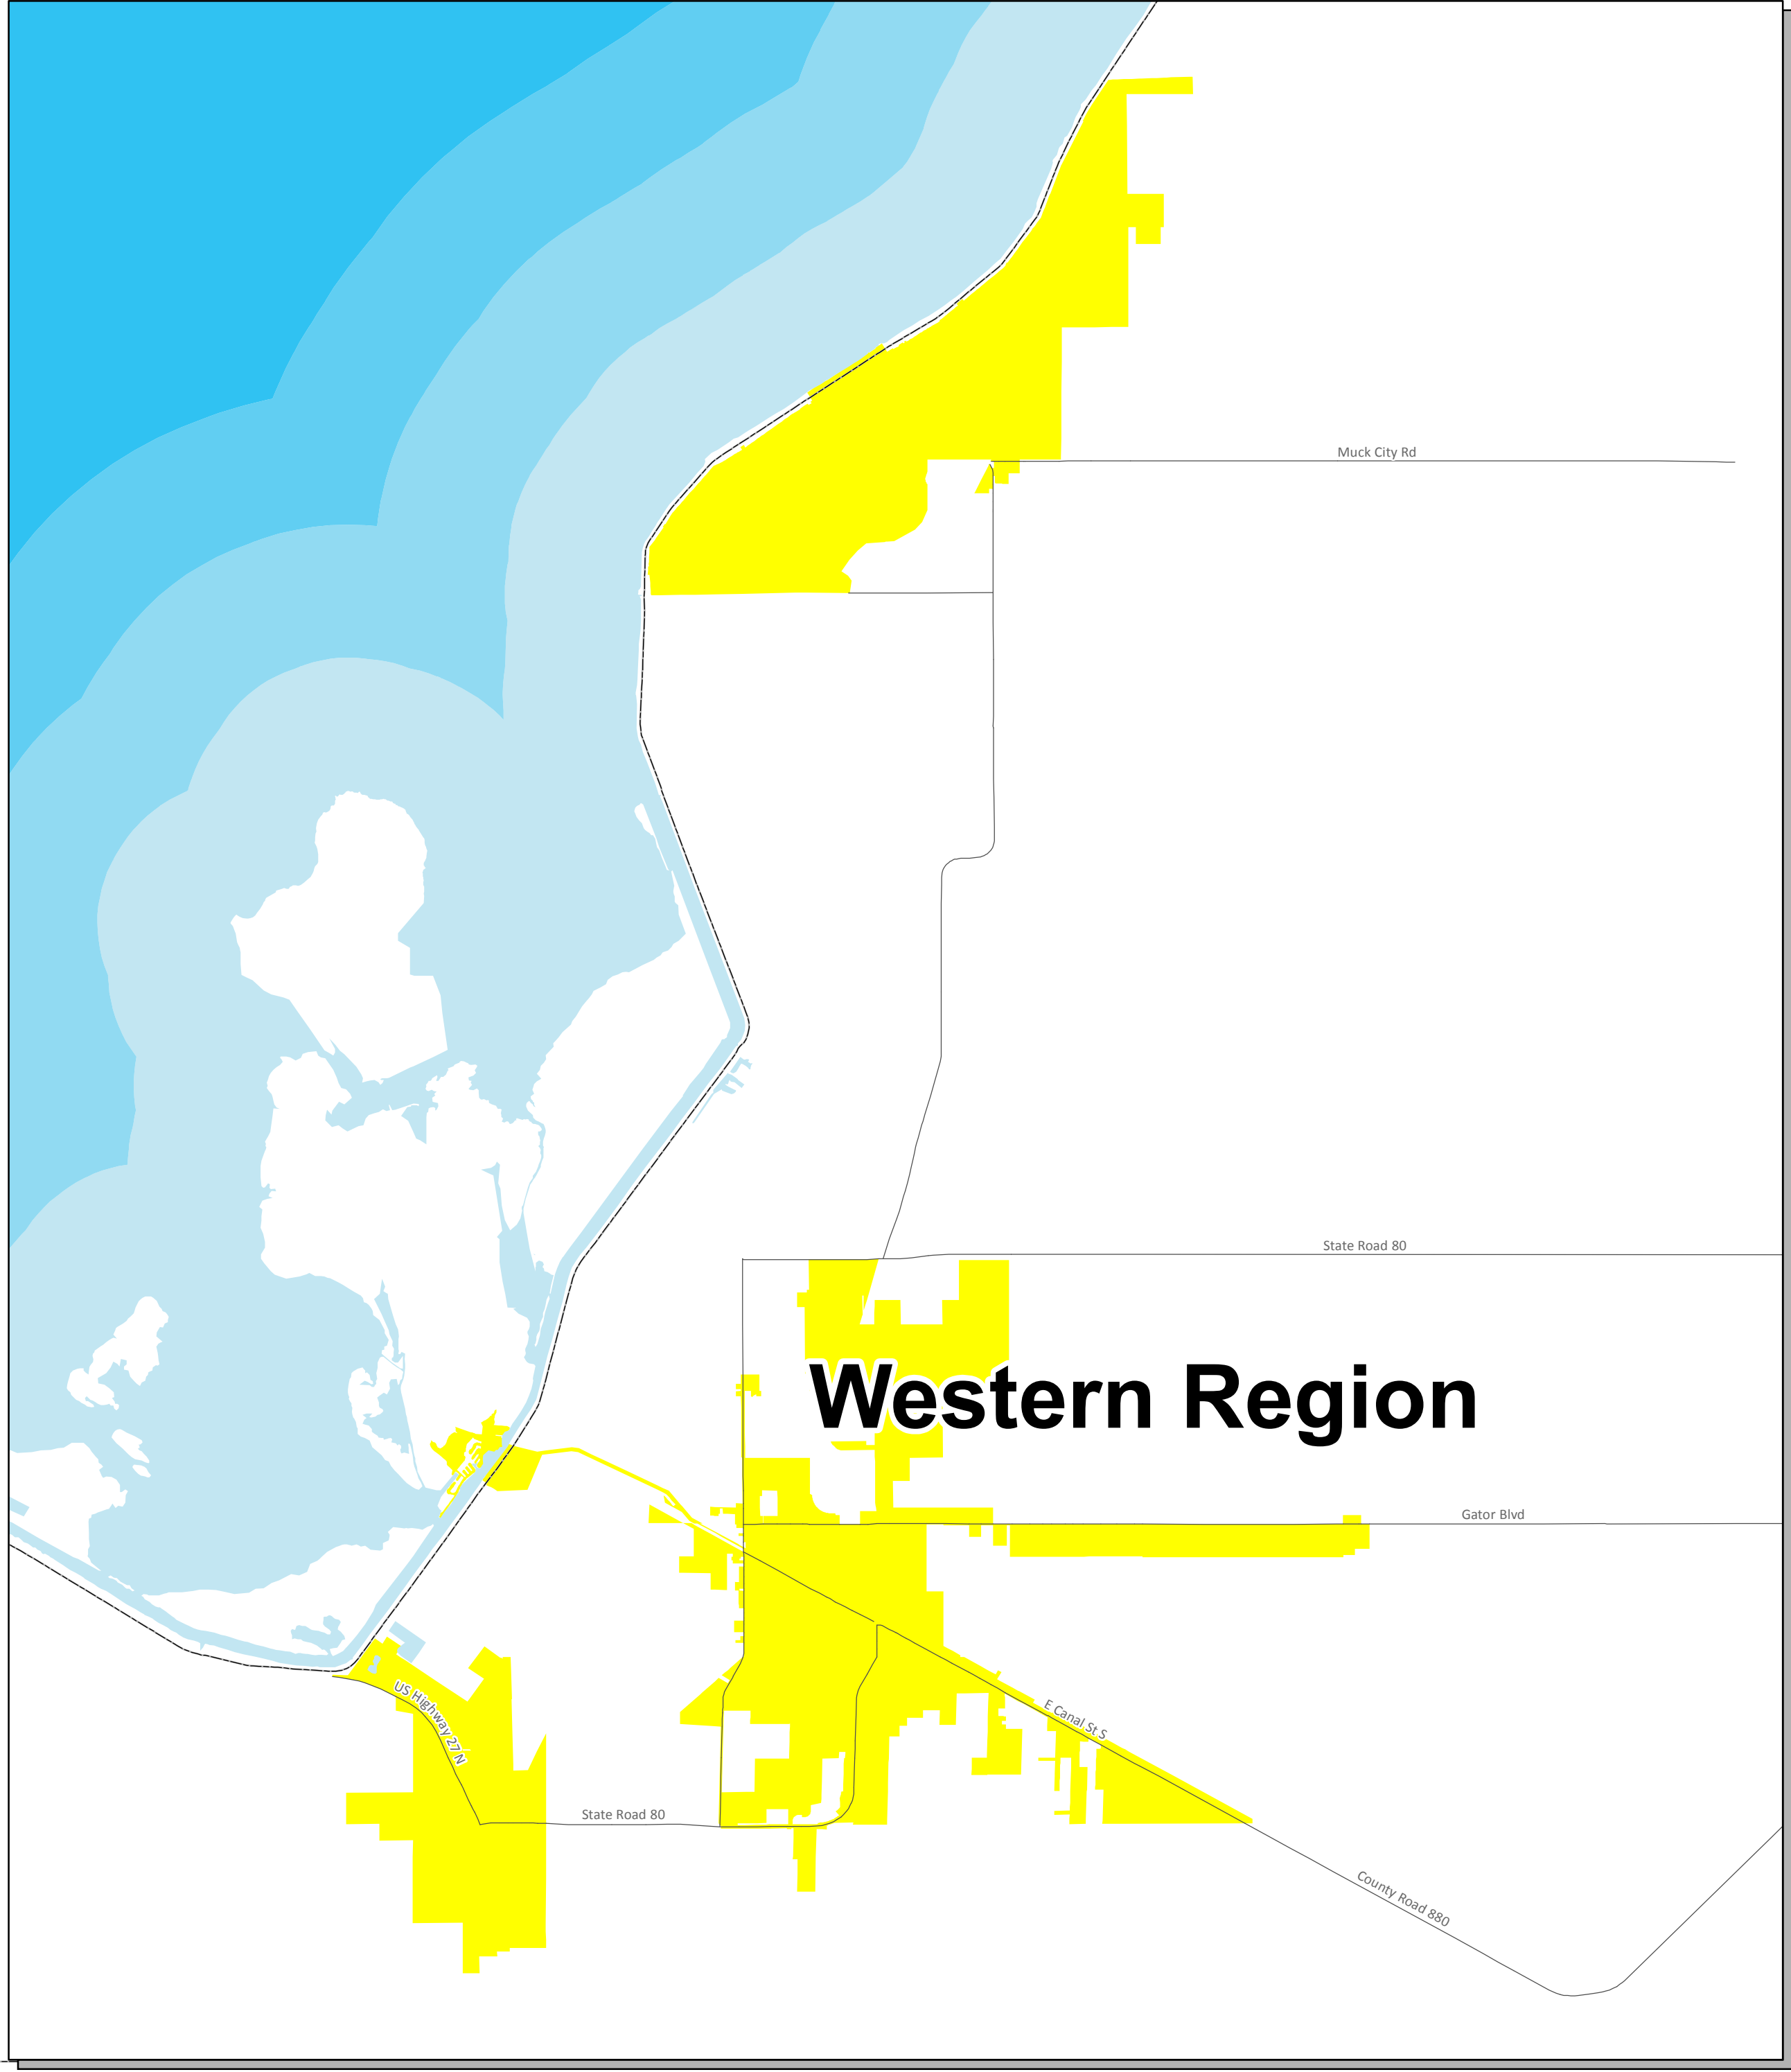 Muck City Rd
State Road 80
Western Region
Gator Blvd
US Highway 27 N
E Canal St S
State Road 80
County Road 880